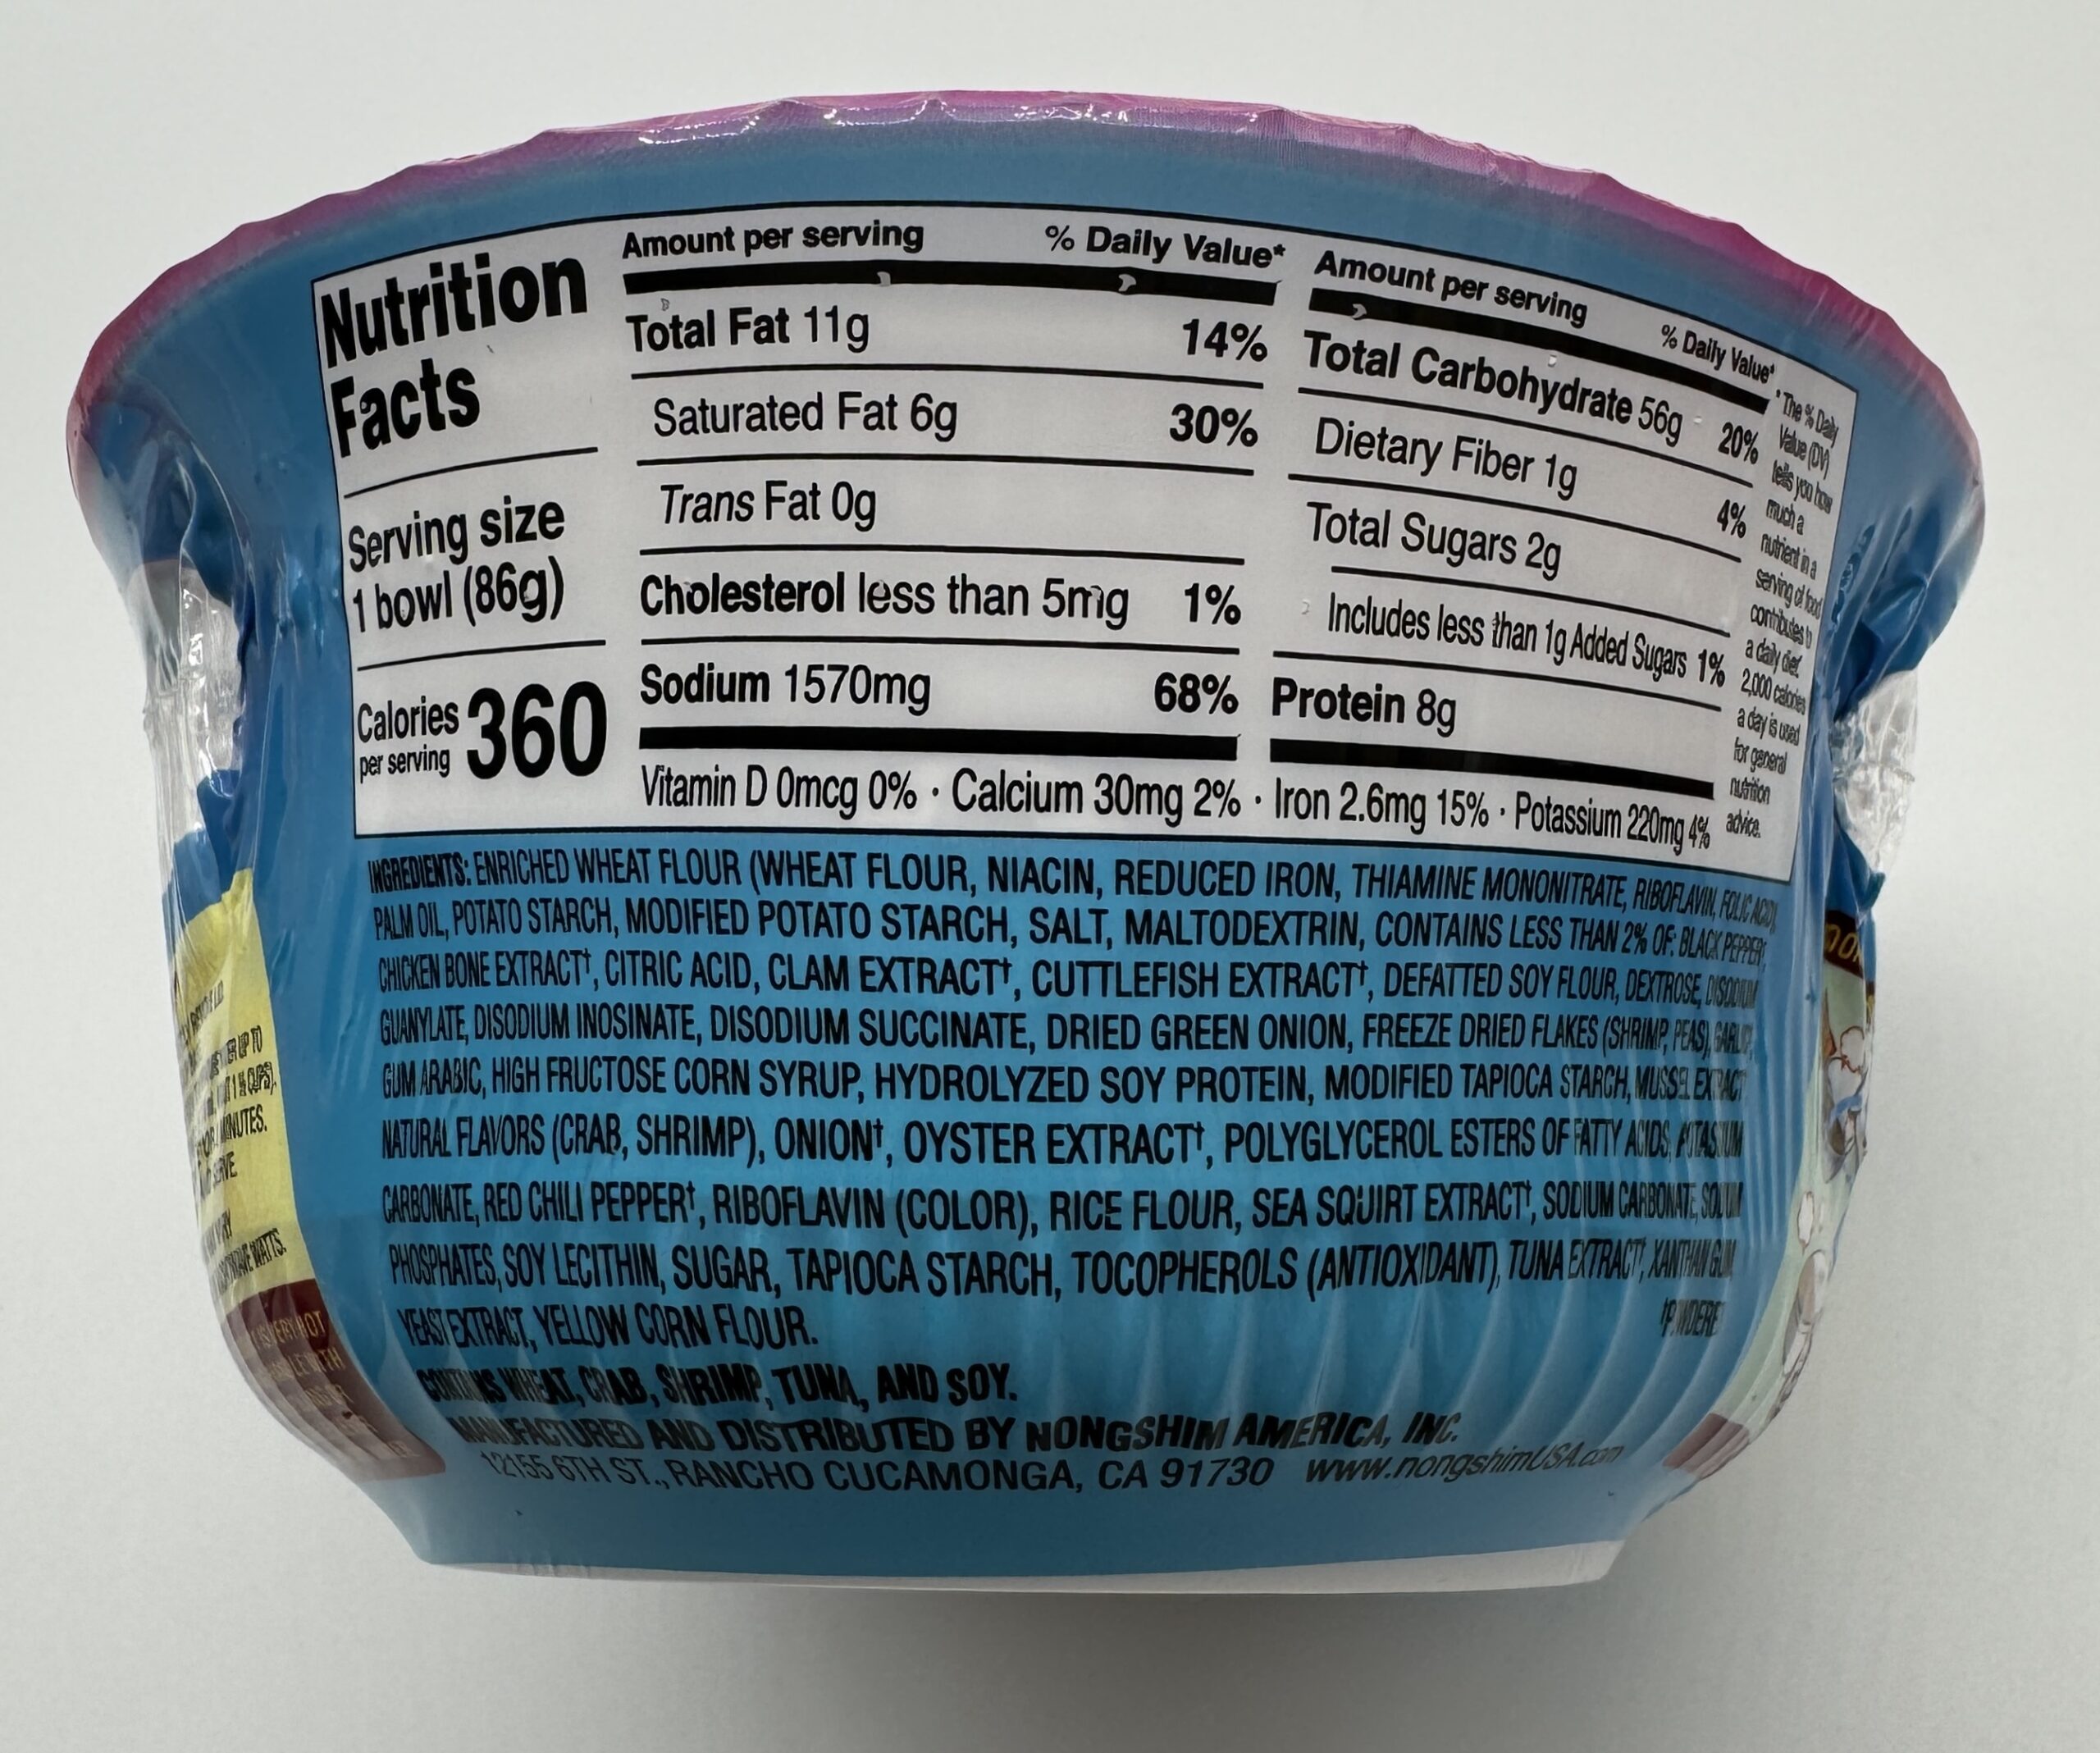 Nutrition
Facts
Serving size
1 bowl (86g)
Calories
per serving
360
Amount per serving % Daily Value*
Total Fat 11g 14%
Saturated Fat 6g 30%
Trans Fat 0g
Cholesterol less than 5mg 1%
Sodium 1570mg 68%
Amount per serving % Daily Value*
Total Carbohydrate 56g 20%
Dietary Fiber 1g 4%
Total Sugars 2g
Includes less than 1g Added Sugars 1%
Protein 8g
Vitamin D 0mcg 0% · Calcium 30mg 2% · Iron 2.6mg 15% · Potassium 220mg 4%
* The % Daily
Value (DV)
tells you how
much a
nutrient in a
serving of food
contributes to
a daily diet.
2,000 calories
a day is used
for general
nutrition
advice.
INGREDIENTS: ENRICHED WHEAT FLOUR (WHEAT FLOUR, NIACIN, REDUCED IRON, THIAMINE MONONITRATE, RIBOFLAVIN, FOLIC ACID),
PALM OIL, POTATO STARCH, MODIFIED POTATO STARCH, SALT, MALTODEXTRIN, CONTAINS LESS THAN 2% OF: BLACK PEPPER†,
CHICKEN BONE EXTRACT†, CITRIC ACID, CLAM EXTRACT†, CUTTLEFISH EXTRACT†, DEFATTED SOY FLOUR, DEXTROSE, DISODIUM
GUANYLATE, DISODIUM INOSINATE, DISODIUM SUCCINATE, DRIED GREEN ONION, FREEZE DRIED FLAKES (SHRIMP, PEAS), GARLIC†,
GUM ARABIC, HIGH FRUCTOSE CORN SYRUP, HYDROLYZED SOY PROTEIN, MODIFIED TAPIOCA STARCH, MUSSEL EXTRACT
NATURAL FLAVORS (CRAB, SHRIMP), ONION†, OYSTER EXTRACT†, POLYGLYCEROL ESTERS OF FATTY ACIDS, POTASSIUM
CARBONATE, RED CHILI PEPPER†, RIBOFLAVIN (COLOR), RICE FLOUR, SEA SQUIRT EXTRACT†, SODIUM CARBONATE, SODIUM
PHOSPHATES, SOY LECITHIN, SUGAR, TAPIOCA STARCH, TOCOPHEROLS (ANTIOXIDANT), TUNA EXTRACT†, XANTHAN GUM,
YEAST EXTRACT, YELLOW CORN FLOUR.
CONTAINS WHEAT, CRAB, SHRIMP, TUNA, AND SOY.
MANUFACTURED AND DISTRIBUTED BY NONGSHIM AMERICA, INC.
12155 6TH ST., RANCHO CUCAMONGA, CA 91730 www.nongshimUSA.com